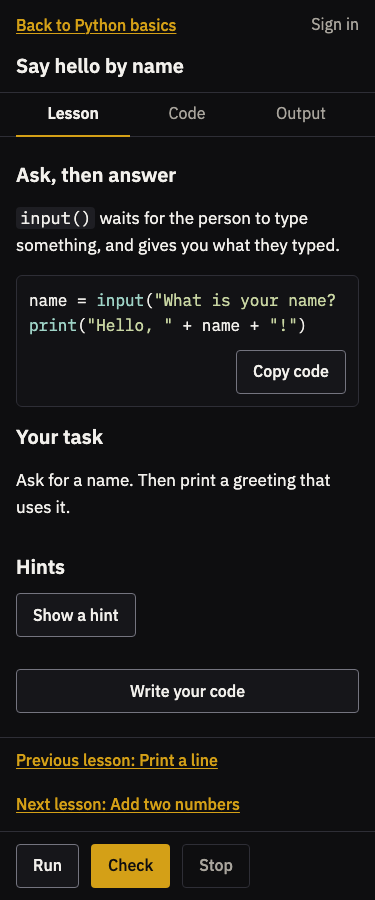 Back to Python basics
Sign in
Say hello by name
Lesson
Code
Output
Ask, then answer
input() waits for the person to type
something, and gives you what they typed.
name = input("What is your name?
print("Hello, " + name + "!")
Copy code
Your task
Ask for a name. Then print a greeting that
uses it.
Hints
Show a hint
Write your code
Previous lesson: Print a line
Next lesson: Add two numbers
Run
Check
Stop